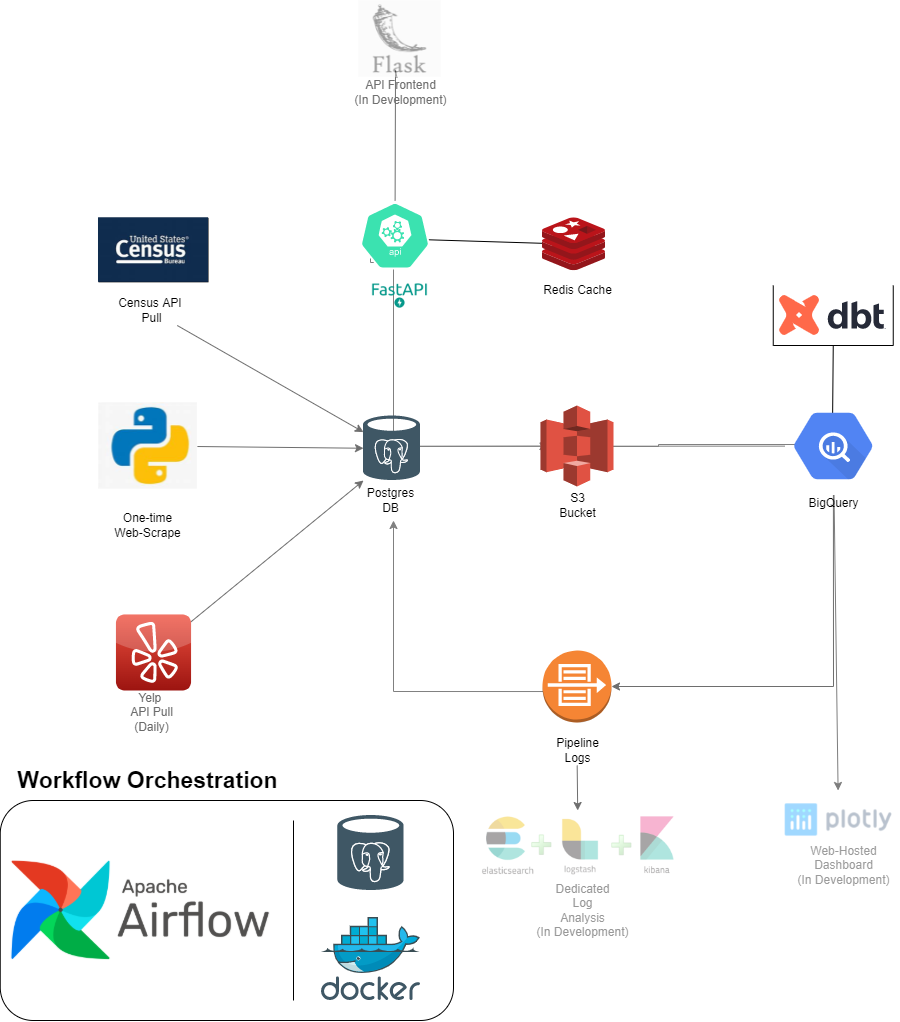 Flask
API Frontend
(In Development)
United States®
Census
Bureau
Census API
Pull
api
FastAPI
Redis Cache
dbt
One-time
Web-Scrape
Postgres
DB
S3
Bucket
BigQuery
Yelp
API Pull
(Daily)
Pipeline
Logs
Workflow Orchestration
Apache
Airflow
docker
elasticsearch
logstash
kibana
Dedicated
Log
Analysis
(In Development)
plotly
Web-Hosted
Dashboard
(In Development)